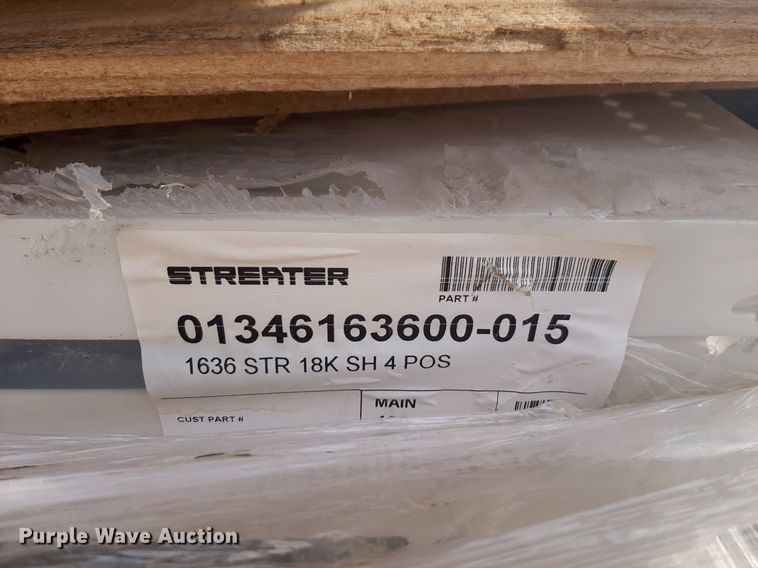 STREATER
PART #
01346163600-015
1636 STR 18K SH 4 POS
CUST PART #
MAIN
Purple Wave Auction